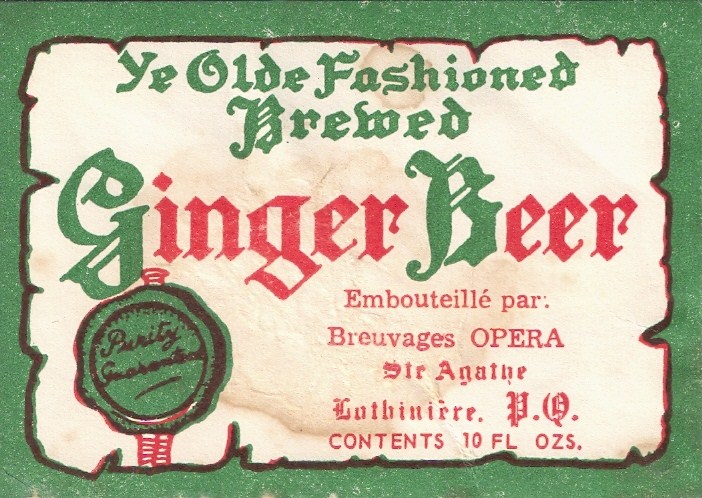 Ye Olde Fashioned
Brewed
Ginger Beer
Embouteillé par:
Breuvages OPERA
Ste Agathe
Lotbinière, P.Q.
CONTENTS 10 FL OZS.
Purity
Guaranteed